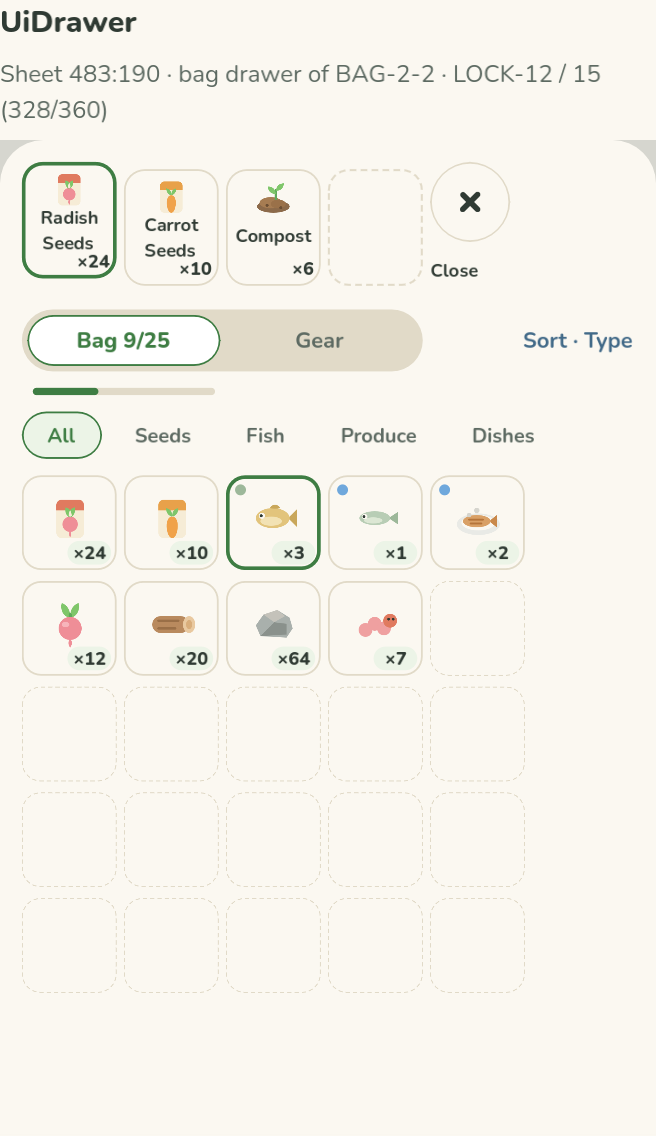 UiDrawer
Sheet 483:190 · bag drawer of BAG-2-2 · LOCK-12 / 15
(328/360)
Radish
Seeds
×24
Carrot
Seeds
×10
Compost
×6
Close
Bag 9/25
Gear
Sort · Type
All
Seeds
Fish
Produce
Dishes
×24
×10
×3
×1
×2
×12
×20
×64
×7